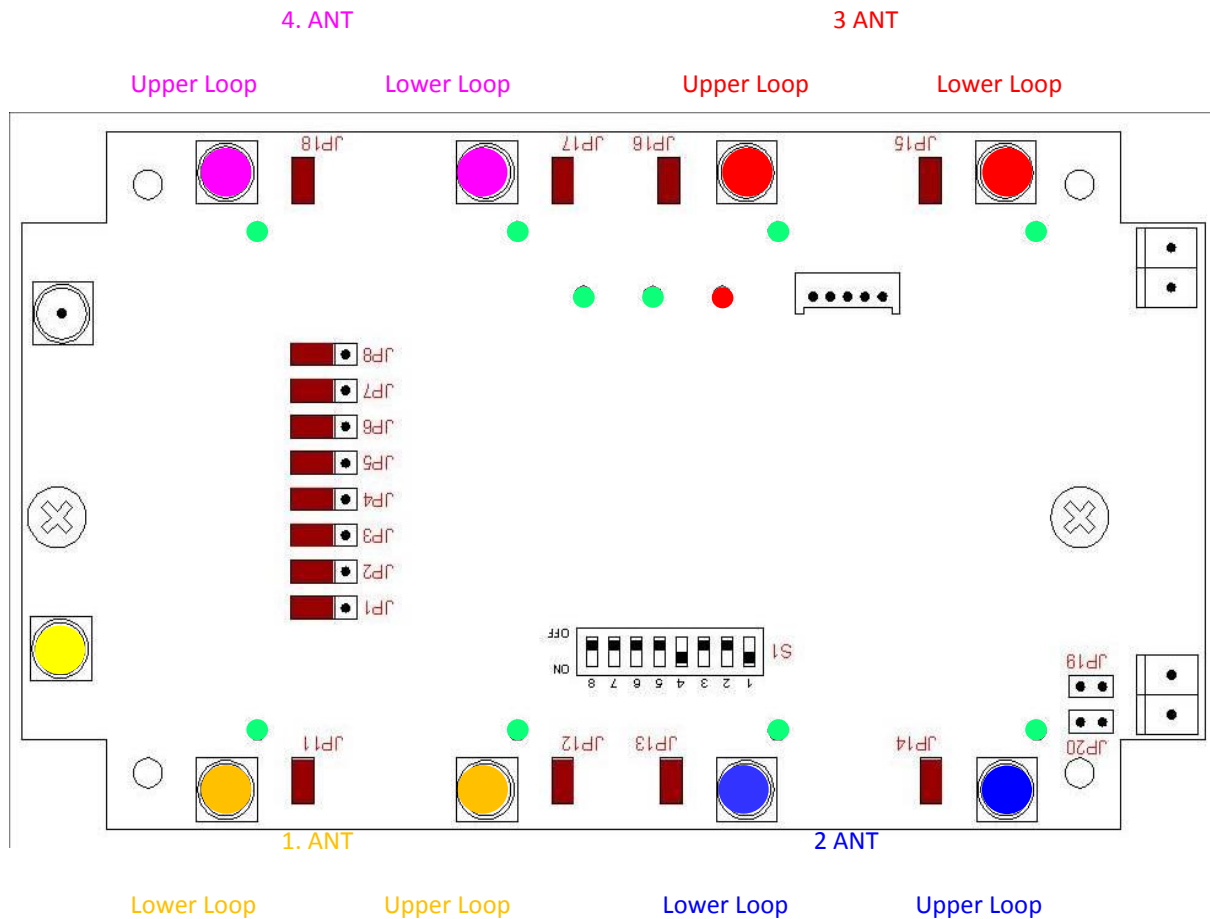 4. ANT 3 ANT
Upper Loop Lower Loop Upper Loop Lower Loop
JP18 JP17 JP16 JP15
JP8
JP7
JP6
JP5
JP4
JP3
JP2
JP1
OFF
S1
ON
8 7 6 5 4 3 2 1
JP19
JP20
JP11 JP12 JP13 JP14
1. ANT 2 ANT
Lower Loop Upper Loop Lower Loop Upper Loop